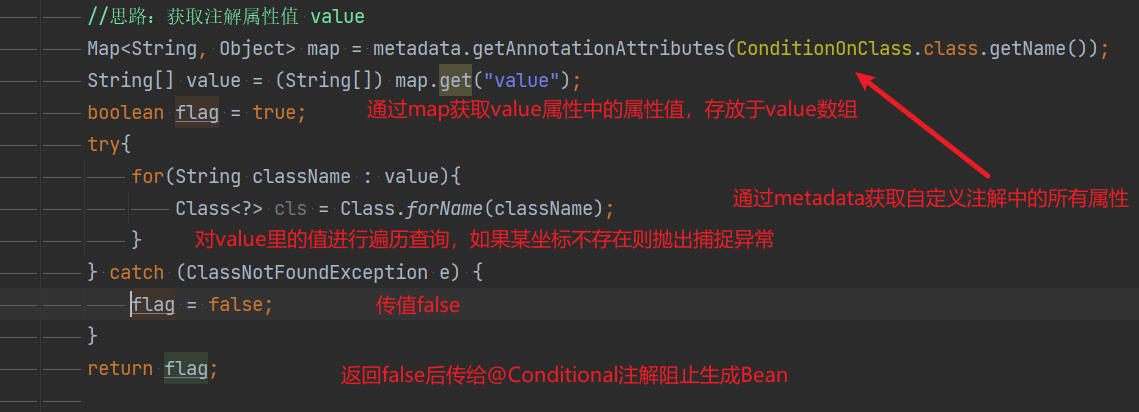 //思路：获取注解属性值 value
Map<String, Object> map = metadata.getAnnotationAttributes(ConditionOnClass.class.getName());
String[] value = (String[]) map.get("value");
boolean flag = true;
通过map获取value属性中的属性值，存放于value数组
try{
for(String className : value){
Class<?> cls = Class.forName(className);
通过metadata获取自定义注解中的所有属性
}
对value里的值进行遍历查询，如果某坐标不存在则抛出捕捉异常
} catch (ClassNotFoundException e) {
flag = false;
传值false
}
return flag;
返回false后传给@Conditional注解阻止生成Bean